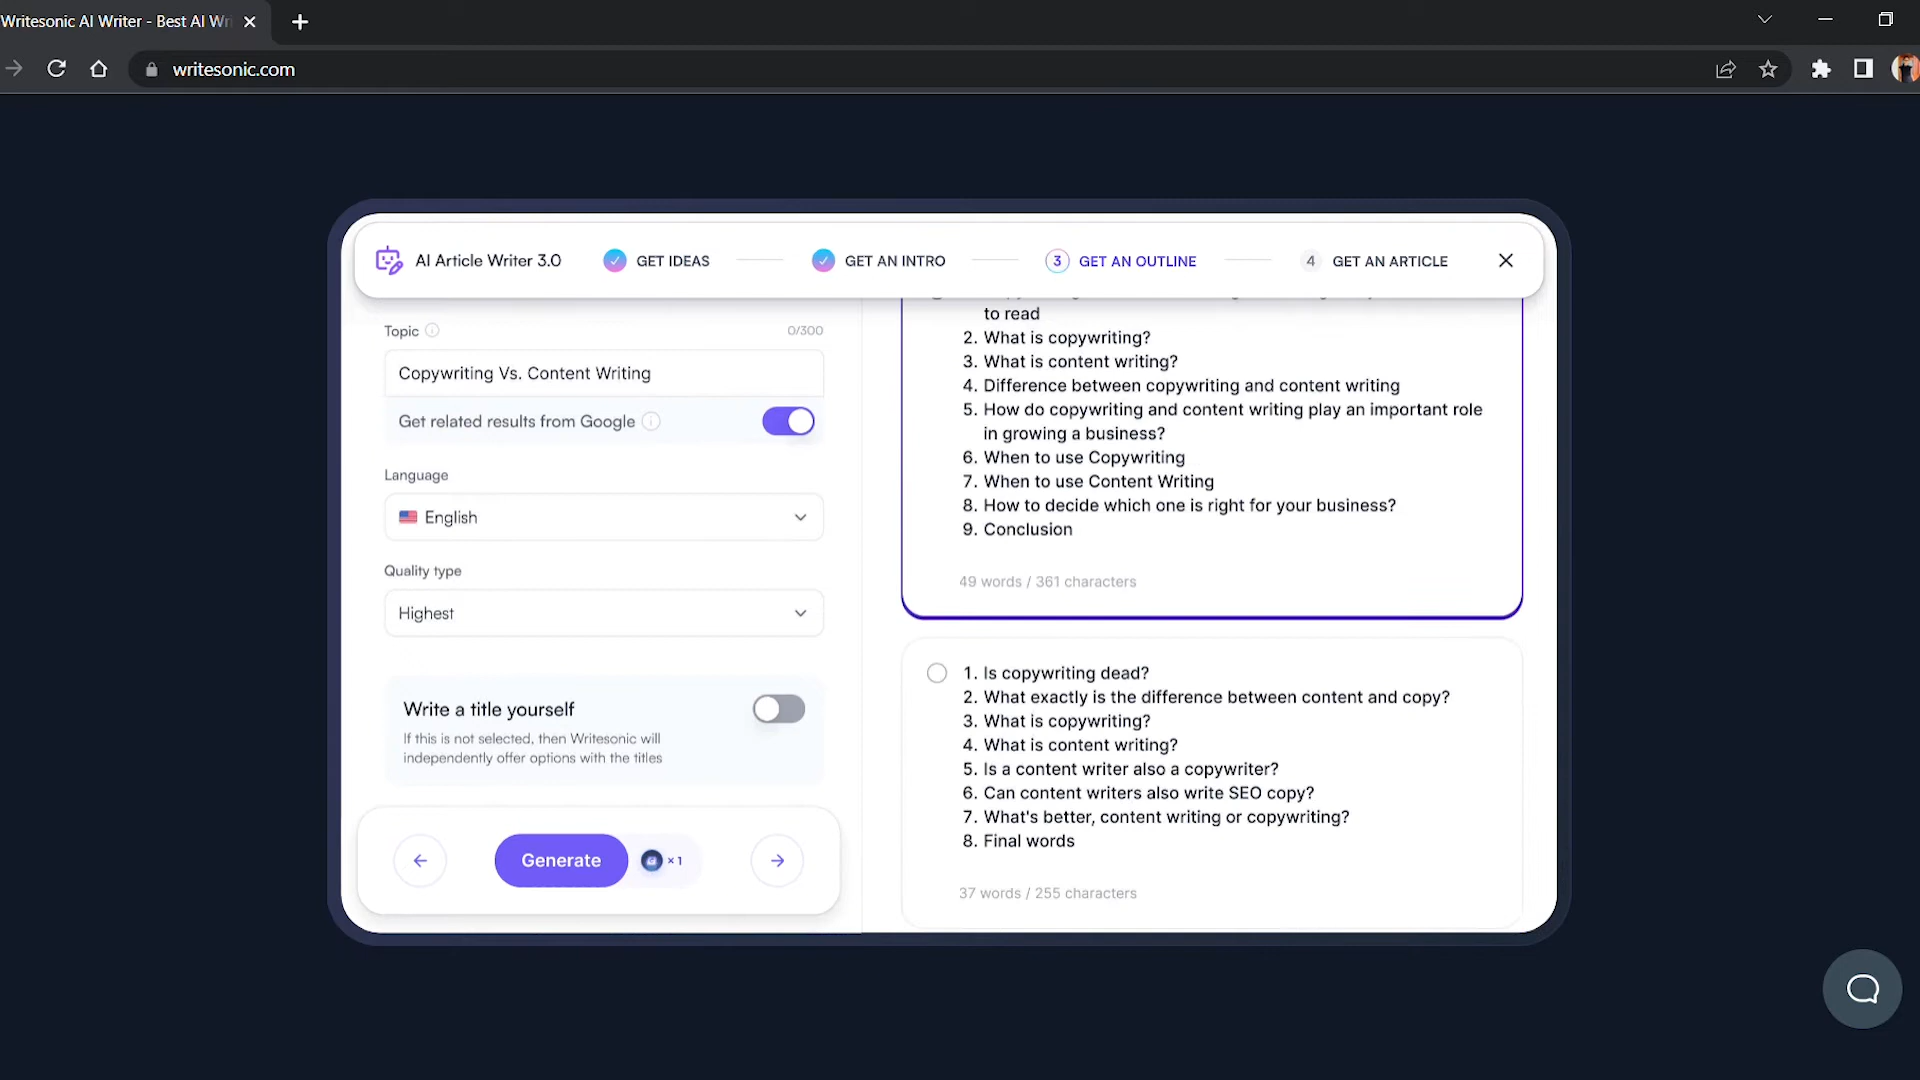 Writesonic AI Writer - Best AI Wri
writesonic.com
AI Article Writer 3.0
GET IDEAS
GET AN INTRO
3 GET AN OUTLINE
4 GET AN ARTICLE
Topic
0/300
Copywriting Vs. Content Writing
Get related results from Google
Language
English
Quality type
Highest
Write a title yourself
If this is not selected, then Writesonic will
independently offer options with the titles
Generate
× 1
to read
2. What is copywriting?
3. What is content writing?
4. Difference between copywriting and content writing
5. How do copywriting and content writing play an important role
in growing a business?
6. When to use Copywriting
7. When to use Content Writing
8. How to decide which one is right for your business?
9. Conclusion
49 words / 361 characters
1. Is copywriting dead?
2. What exactly is the difference between content and copy?
3. What is copywriting?
4. What is content writing?
5. Is a content writer also a copywriter?
6. Can content writers also write SEO copy?
7. What's better, content writing or copywriting?
8. Final words
37 words / 255 characters